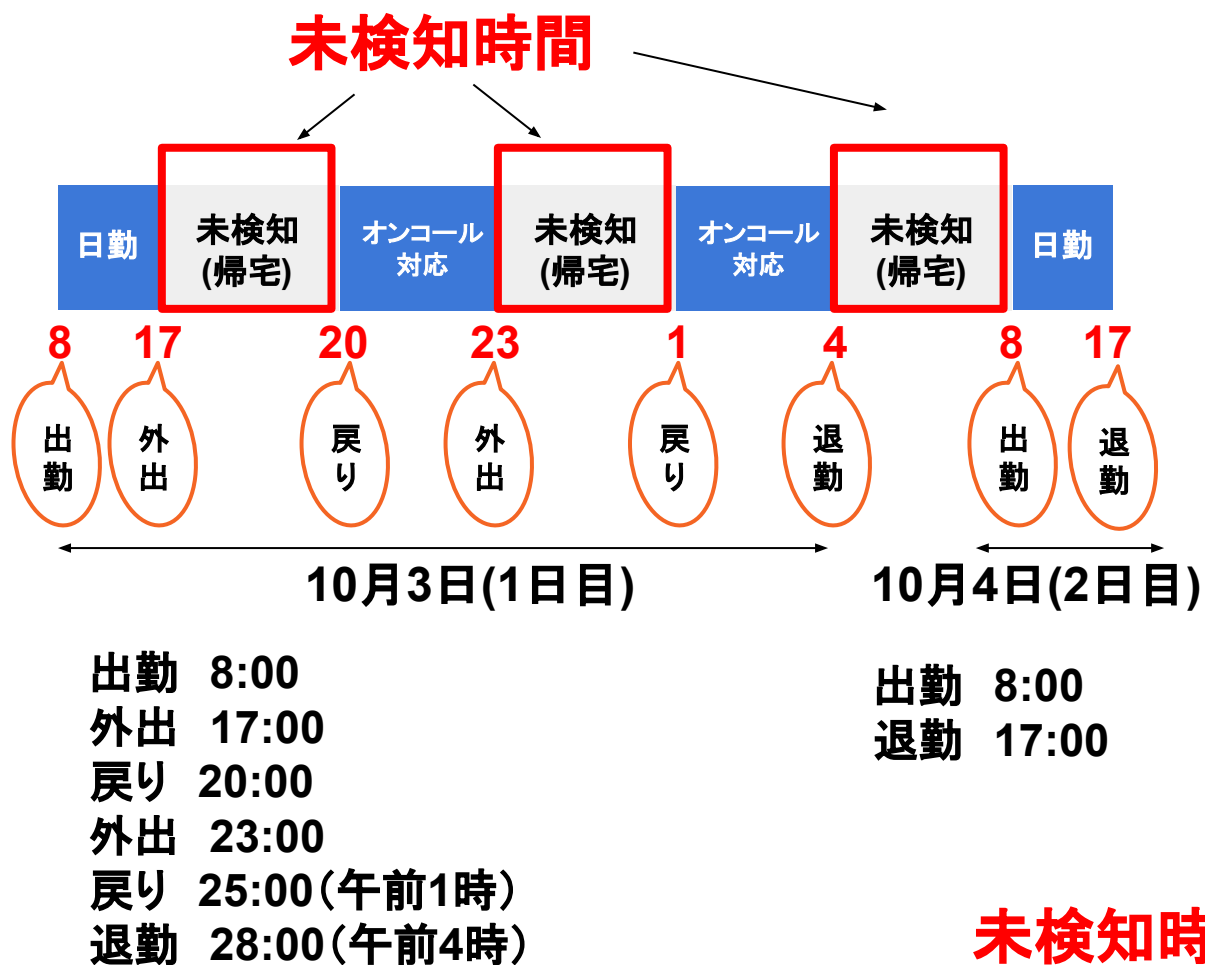 未検知時間
日勤
未検知
(帰宅)
オンコール
対応
未検知
(帰宅)
オンコール
対応
未検知
(帰宅)
日勤
8 17 20 23 1 4 8 17
出勤
外出
戻り
外出
戻り
退勤
出勤
退勤
10月3日(1日目)
10月4日(2日目)
出勤 8:00
外出 17:00
戻り 20:00
外出 23:00
戻り 25:00(午前1時)
退勤 28:00(午前4時)
出勤 8:00
退勤 17:00
未検知時